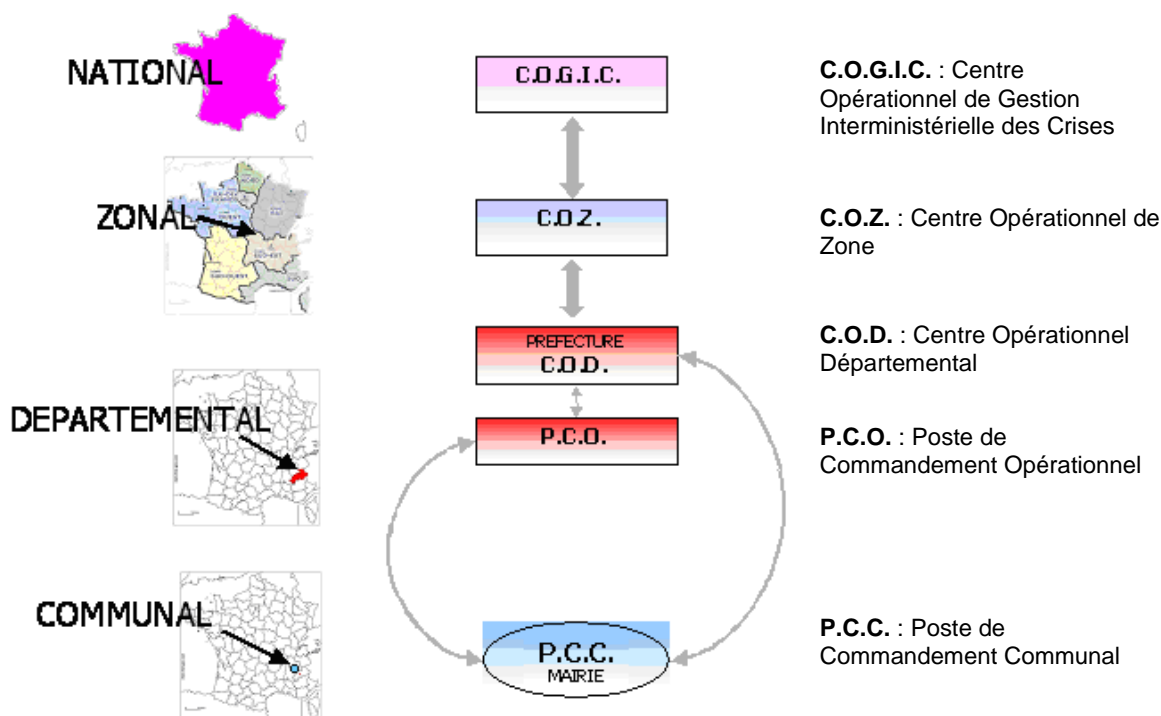 NATIONAL
C.O.G.I.C.
C.O.G.I.C. : Centre
Opérationnel de Gestion
Interministérielle des Crises
ZONAL
C.O.Z.
C.O.Z. : Centre Opérationnel de
Zone
PREFECTURE
C.O.D.
C.O.D. : Centre Opérationnel
Départemental
DEPARTEMENTAL
P.C.O.
P.C.O. : Poste de
Commandement Opérationnel
COMMUNAL
P.C.C.
MAIRIE
P.C.C. : Poste de
Commandement Communal